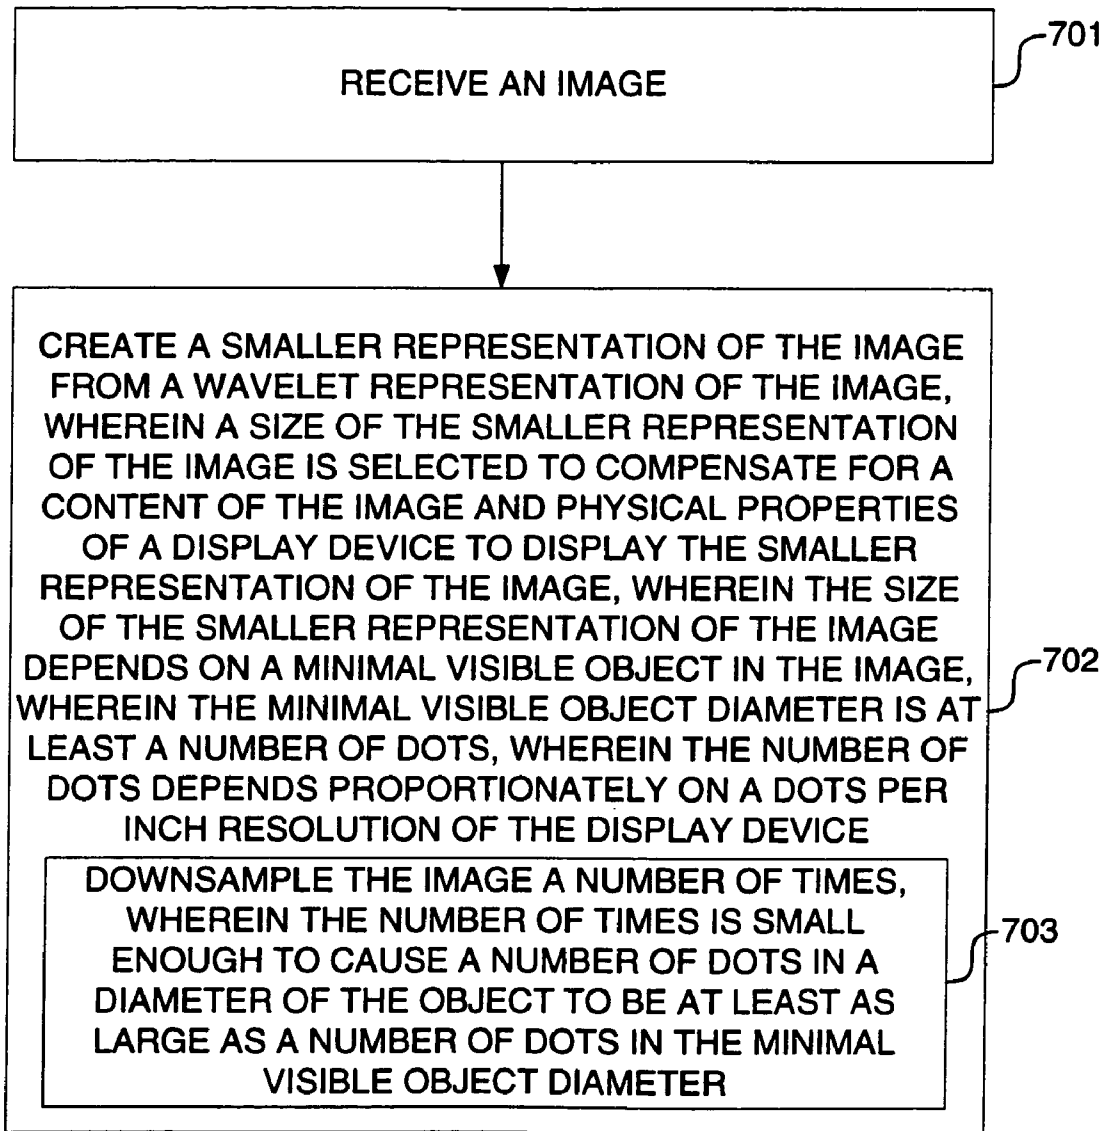 RECEIVE AN IMAGE
701
CREATE A SMALLER REPRESENTATION OF THE IMAGE
FROM A WAVELET REPRESENTATION OF THE IMAGE,
WHEREIN A SIZE OF THE SMALLER REPRESENTATION
OF THE IMAGE IS SELECTED TO COMPENSATE FOR A
CONTENT OF THE IMAGE AND PHYSICAL PROPERTIES
OF A DISPLAY DEVICE TO DISPLAY THE SMALLER
REPRESENTATION OF THE IMAGE, WHEREIN THE SIZE
OF THE SMALLER REPRESENTATION OF THE IMAGE
DEPENDS ON A MINIMAL VISIBLE OBJECT IN THE IMAGE,
WHEREIN THE MINIMAL VISIBLE OBJECT DIAMETER IS AT
LEAST A NUMBER OF DOTS, WHEREIN THE NUMBER OF
DOTS DEPENDS PROPORTIONATELY ON A DOTS PER
INCH RESOLUTION OF THE DISPLAY DEVICE
702
DOWNSAMPLE THE IMAGE A NUMBER OF TIMES,
WHEREIN THE NUMBER OF TIMES IS SMALL
ENOUGH TO CAUSE A NUMBER OF DOTS IN A
DIAMETER OF THE OBJECT TO BE AT LEAST AS
LARGE AS A NUMBER OF DOTS IN THE MINIMAL
VISIBLE OBJECT DIAMETER
703